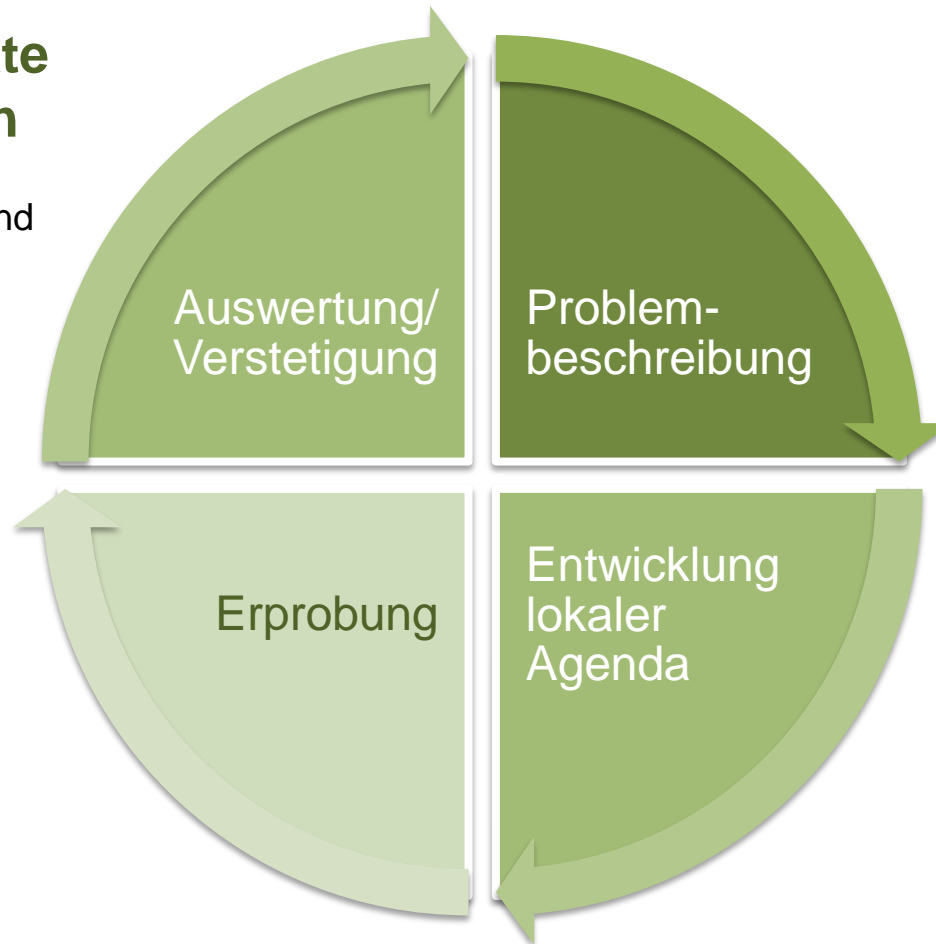 te
n
nd
Auswertung/
Verstetigung
Problem-
beschreibung
Erprobung
Entwicklung
lokaler
Agenda